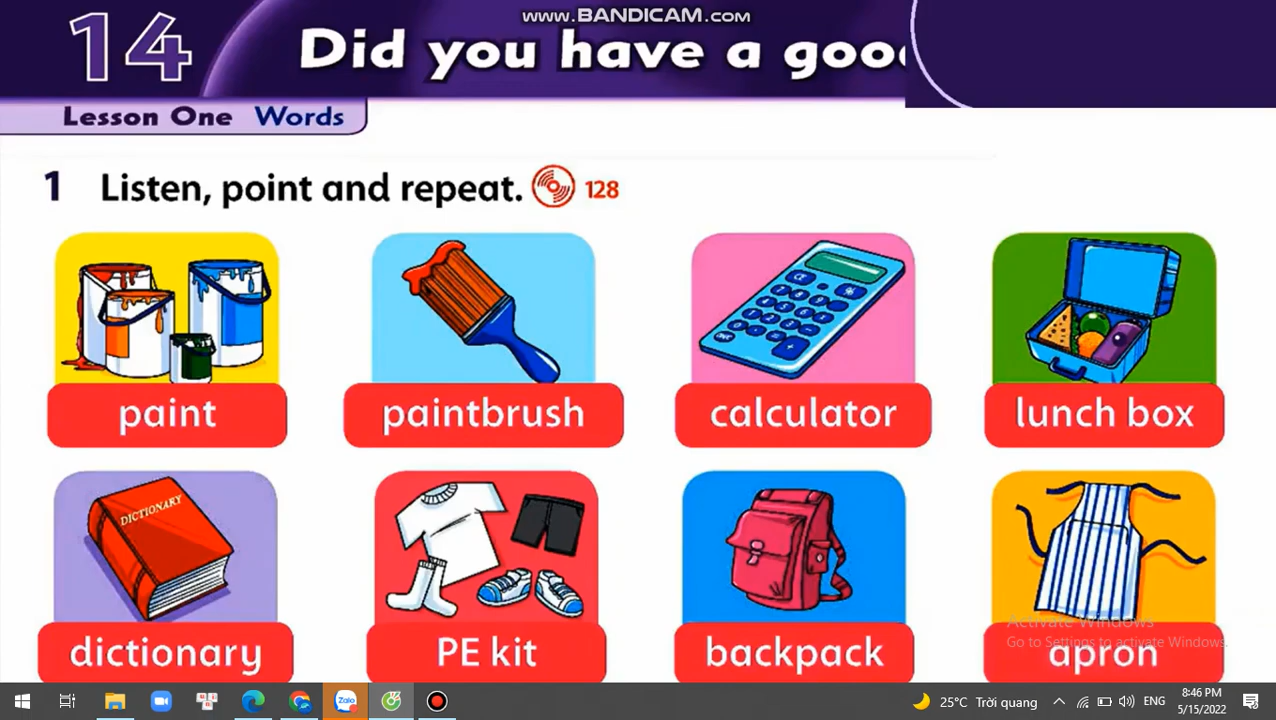 www.BANDICAM.com
14 Did you have a good
Lesson One Words
1 Listen, point and repeat. 128
paint paintbrush calculator lunch box
DICTIONARY
dictionary PE kit backpack apron
Activate Windows
Go to Settings to activate Windows.
Zalo
25°C Trời quang
ENG
8:46 PM
5/15/2022